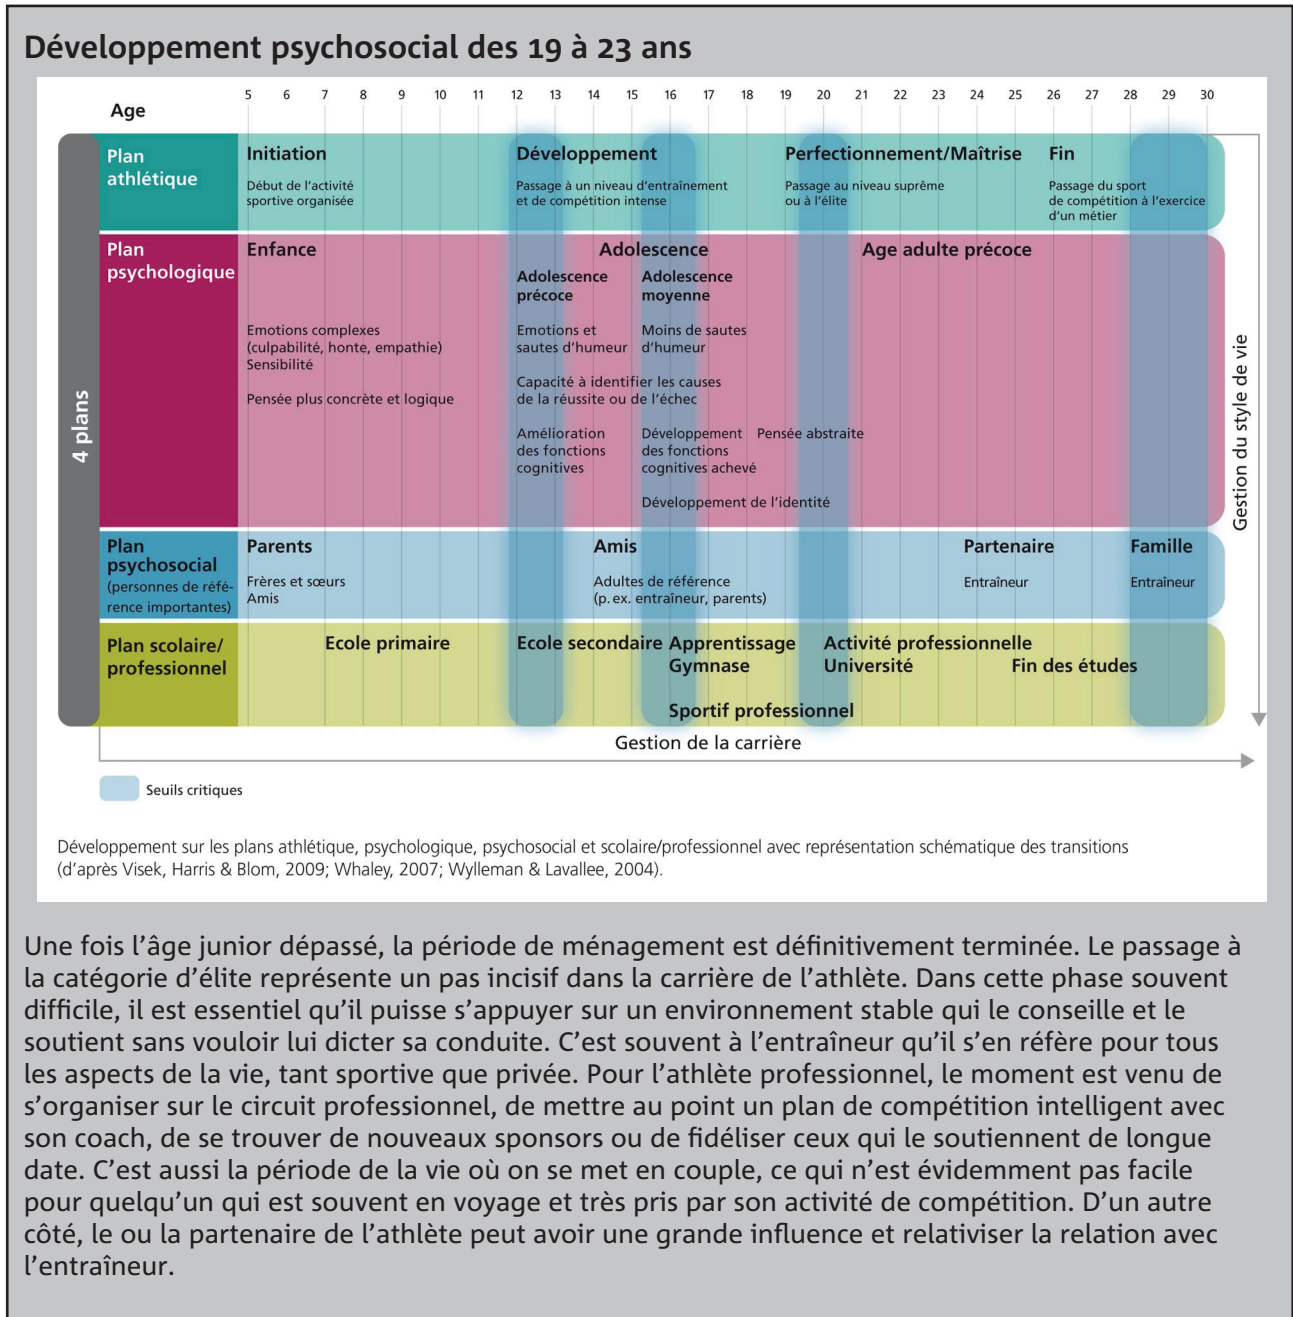 Développement psychosocial des 19 à 23 ans
Age
5 6 7 8 9 10 11 12 13 14 15 16 17 18 19 20 21 22 23 24 25 26 27 28 29 30
4 plans
Plan
athlétique
Initiation
Début de l'activité
sportive organisée
Développement
Passage à un niveau d'entraînement
et de compétition intense
Perfectionnement/Maîtrise
Passage au niveau suprême
ou à l'élite
Fin
Passage du sport
de compétition à l'exercice
d'un métier
Plan
psychologique
Enfance
Emotions complexes
(culpabilité, honte, empathie)
Sensibilité
Pensée plus concrète et logique
Adolescence
Adolescence
précoce
Adolescence
moyenne
Emotions et
sautes d'humeur
Moins de sautes
d'humeur
Capacité à identifier les causes
de la réussite ou de l'échec
Amélioration
des fonctions
cognitives
Développement
des fonctions
cognitives achevé
Pensée abstraite
Développement de l'identité
Age adulte précoce
Plan
psychosocial
(personnes de réfé-
rence importantes)
Parents
Frères et sœurs
Amis
Amis
Adultes de référence
(p. ex. entraîneur, parents)
Partenaire
Entraîneur
Famille
Entraîneur
Plan scolaire/
professionnel
Ecole primaire
Ecole secondaire
Apprentissage
Gymnase
Sportif professionnel
Activité professionnelle
Université
Fin des études
Gestion du style de vie
Gestion de la carrière
Seuils critiques
Développement sur les plans athlétique, psychologique, psychosocial et scolaire/professionnel avec représentation schématique des transitions
(d'après Visek, Harris & Blom, 2009; Whaley, 2007; Wylleman & Lavallee, 2004).
Une fois l'âge junior dépassé, la période de ménagement est définitivement terminée. Le passage à
la catégorie d'élite représente un pas incisif dans la carrière de l'athlète. Dans cette phase souvent
difficile, il est essentiel qu'il puisse s'appuyer sur un environnement stable qui le conseille et le
soutient sans vouloir lui dicter sa conduite. C'est souvent à l'entraîneur qu'il s'en réfère pour tous
les aspects de la vie, tant sportive que privée. Pour l'athlète professionnel, le moment est venu de
s'organiser sur le circuit professionnel, de mettre au point un plan de compétition intelligent avec
son coach, de se trouver de nouveaux sponsors ou de fidéliser ceux qui le soutiennent de longue
date. C'est aussi la période de la vie où on se met en couple, ce qui n'est évidemment pas facile
pour quelqu'un qui est souvent en voyage et très pris par son activité de compétition. D'un autre
côté, le ou la partenaire de l'athlète peut avoir une grande influence et relativiser la relation avec
l'entraîneur.